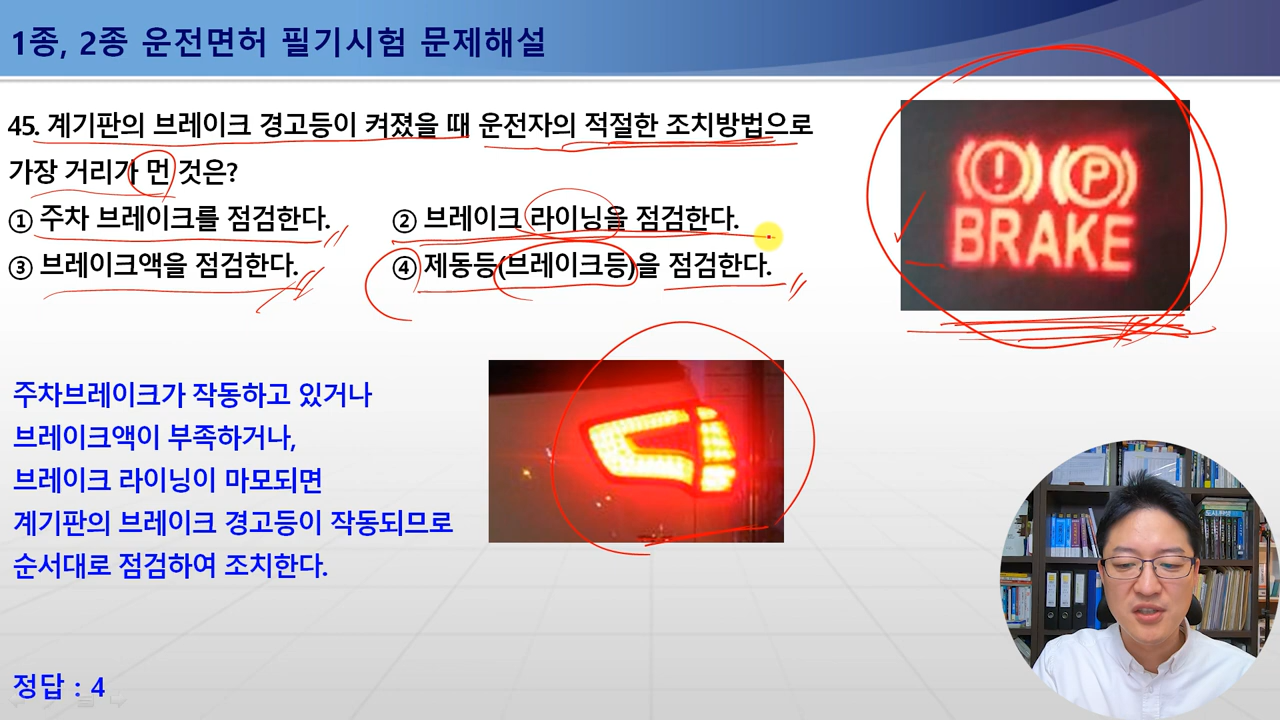 1종, 2종 운전면허 필기시험 문제해설
45. 계기판의 브레이크 경고등이 켜졌을 때 운전자의 적절한 조치방법으로
가장 거리가 먼 것은?
① 주차 브레이크를 점검한다. ② 브레이크 라이닝을 점검한다.
③ 브레이크액을 점검한다. ④ 제동등(브레이크등)을 점검한다.
(!) (P)
BRAKE
주차브레이크가 작동하고 있거나
브레이크액이 부족하거나,
브레이크 라이닝이 마모되면
계기판의 브레이크 경고등이 작동되므로
순서대로 점검하여 조치한다.
정답 : 4